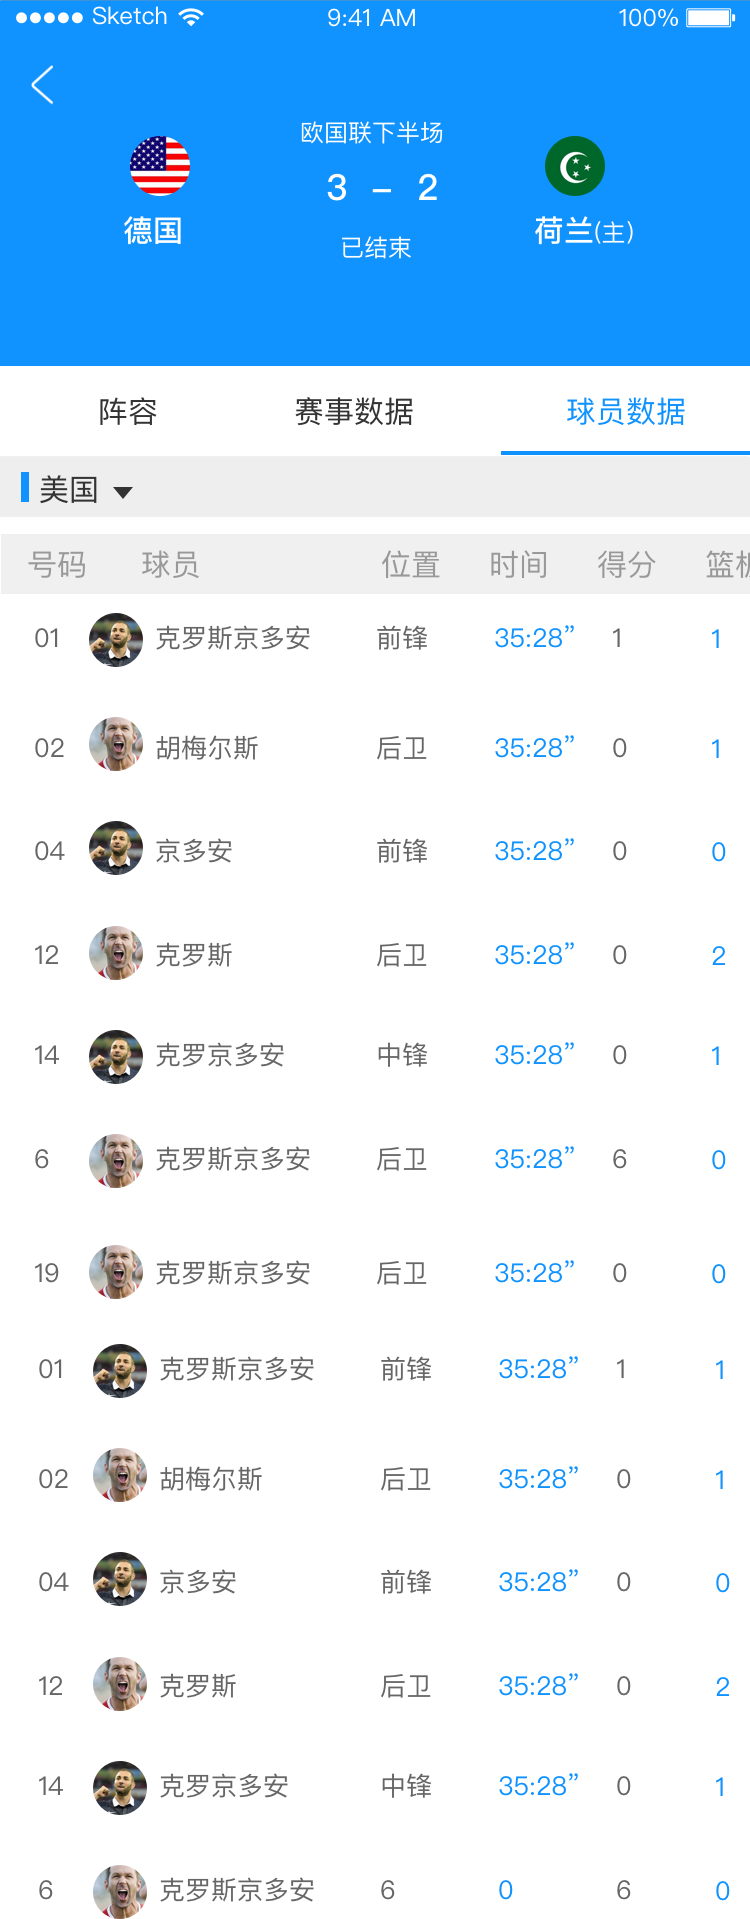 Sketch 9:41 AM 100%
欧国联下半场
3 - 2
德国 荷兰(主)
已结束
阵容 赛事数据 球员数据
美国
号码 球员 位置 时间 得分 篮板
01 克罗斯京多安 前锋 35:28” 1 1
02 胡梅尔斯 后卫 35:28” 0 1
04 京多安 前锋 35:28” 0 0
12 克罗斯 后卫 35:28” 0 2
14 克罗京多安 中锋 35:28” 0 1
6 克罗斯京多安 后卫 35:28” 6 0
19 克罗斯京多安 后卫 35:28” 0 0
01 克罗斯京多安 前锋 35:28” 1 1
02 胡梅尔斯 后卫 35:28” 0 1
04 京多安 前锋 35:28” 0 0
12 克罗斯 后卫 35:28” 0 2
14 克罗京多安 中锋 35:28” 0 1
6 克罗斯京多安 6 0 6 0